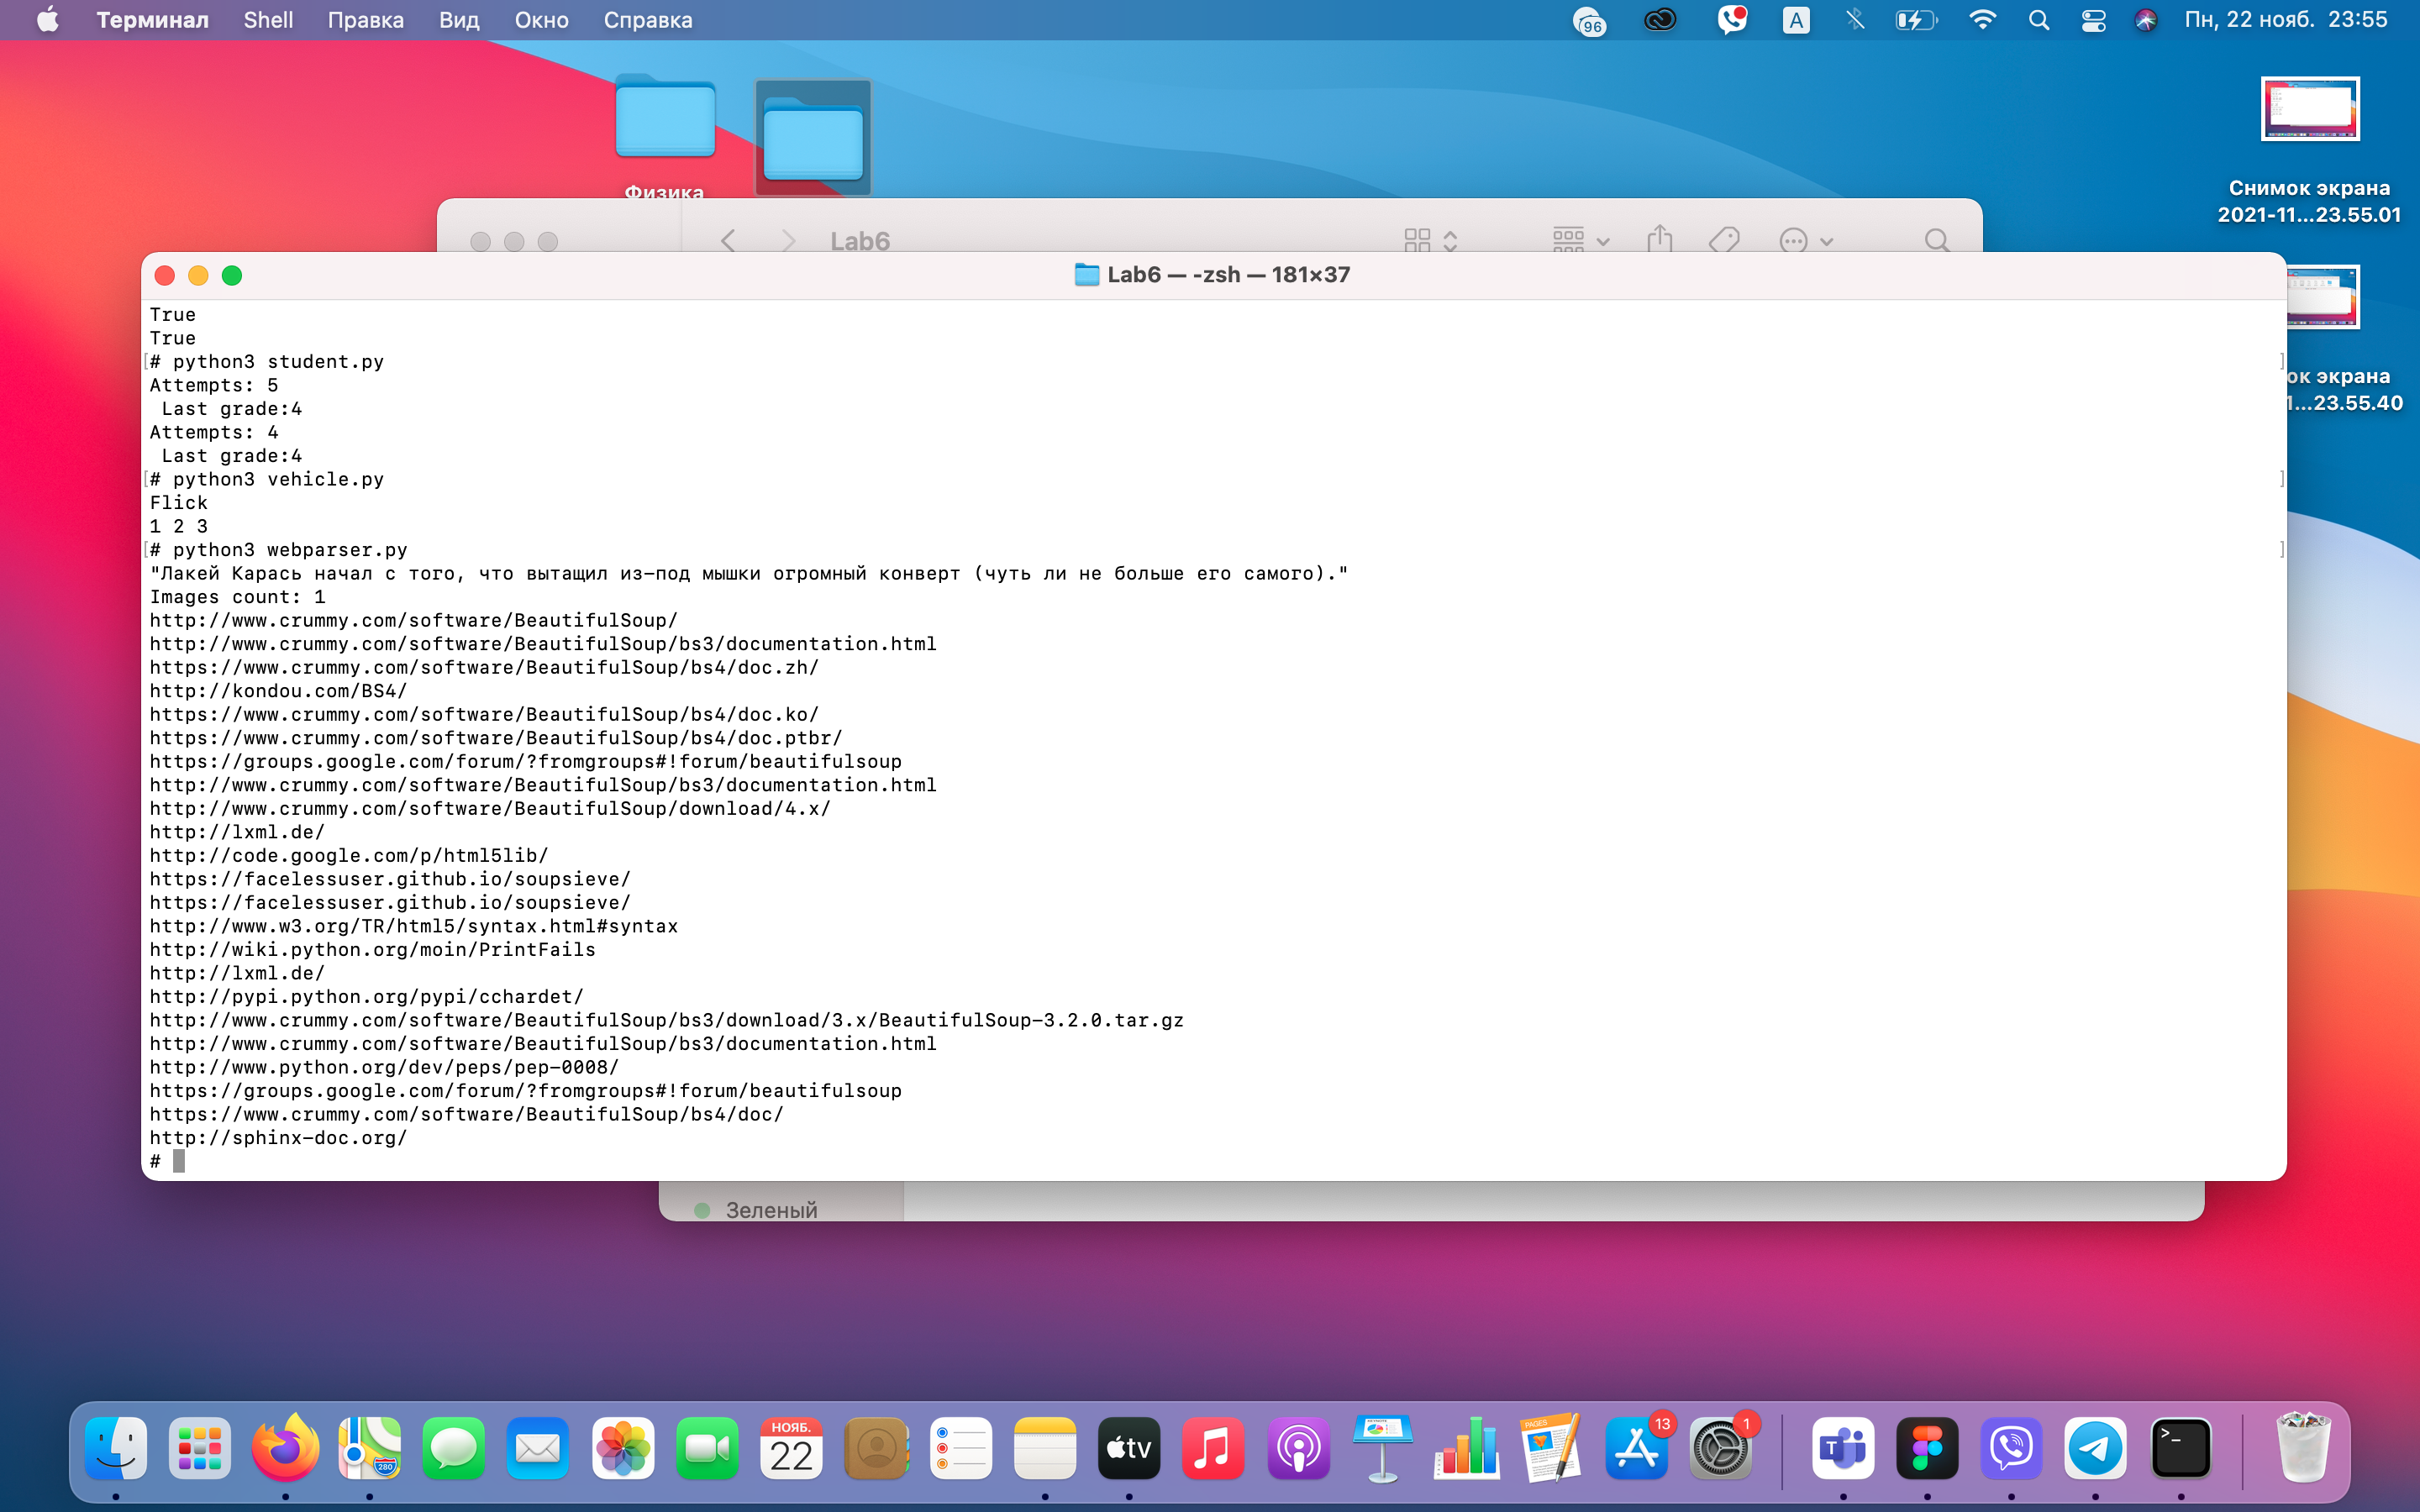 Терминал Shell Правка Вид Окно Справка 96 A Пн, 22 нояб. 23:55
Физика
Снимок экрана
2021-11...23.55.01
Lab6
Lab6 — -zsh — 181×37
ок экрана
1...23.55.40
True
True
# python3 student.py
Attempts: 5
Last grade:4
Attempts: 4
Last grade:4
# python3 vehicle.py
Flick
1 2 3
# python3 webparser.py
"Лакей Карась начал с того, что вытащил из-под мышки огромный конверт (чуть ли не больше его самого)."
Images count: 1
http://www.crummy.com/software/BeautifulSoup/
http://www.crummy.com/software/BeautifulSoup/bs3/documentation.html
https://www.crummy.com/software/BeautifulSoup/bs4/doc.zh/
http://kondou.com/BS4/
https://www.crummy.com/software/BeautifulSoup/bs4/doc.ko/
https://www.crummy.com/software/BeautifulSoup/bs4/doc.ptbr/
https://groups.google.com/forum/?fromgroups#!forum/beautifulsoup
http://www.crummy.com/software/BeautifulSoup/bs3/documentation.html
http://www.crummy.com/software/BeautifulSoup/download/4.x/
http://lxml.de/
http://code.google.com/p/html5lib/
https://facelessuser.github.io/soupsieve/
https://facelessuser.github.io/soupsieve/
http://www.w3.org/TR/html5/syntax.html#syntax
http://wiki.python.org/moin/PrintFails
http://lxml.de/
http://pypi.python.org/pypi/cchardet/
http://www.crummy.com/software/BeautifulSoup/bs3/download/3.x/BeautifulSoup-3.2.0.tar.gz
http://www.crummy.com/software/BeautifulSoup/bs3/documentation.html
http://www.python.org/dev/peps/pep-0008/
https://groups.google.com/forum/?fromgroups#!forum/beautifulsoup
https://www.crummy.com/software/BeautifulSoup/bs4/doc/
http://sphinx-doc.org/
#
Зеленый
280
НОЯБ.
22
tv
PAGES
13
1
T
>_